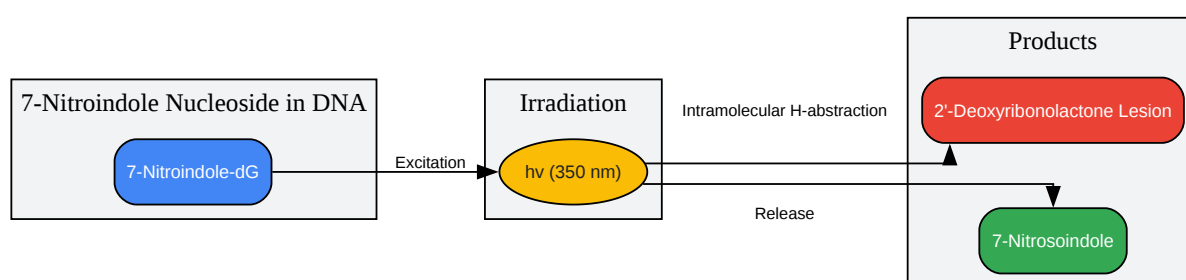 7-Nitroindole Nucleoside in DNA
7-Nitroindole-dG
Excitation
Irradiation
hv (350 nm)
Intramolecular H-abstraction
Release
Products
2'-Deoxyribonolactone Lesion
7-Nitrosoindole